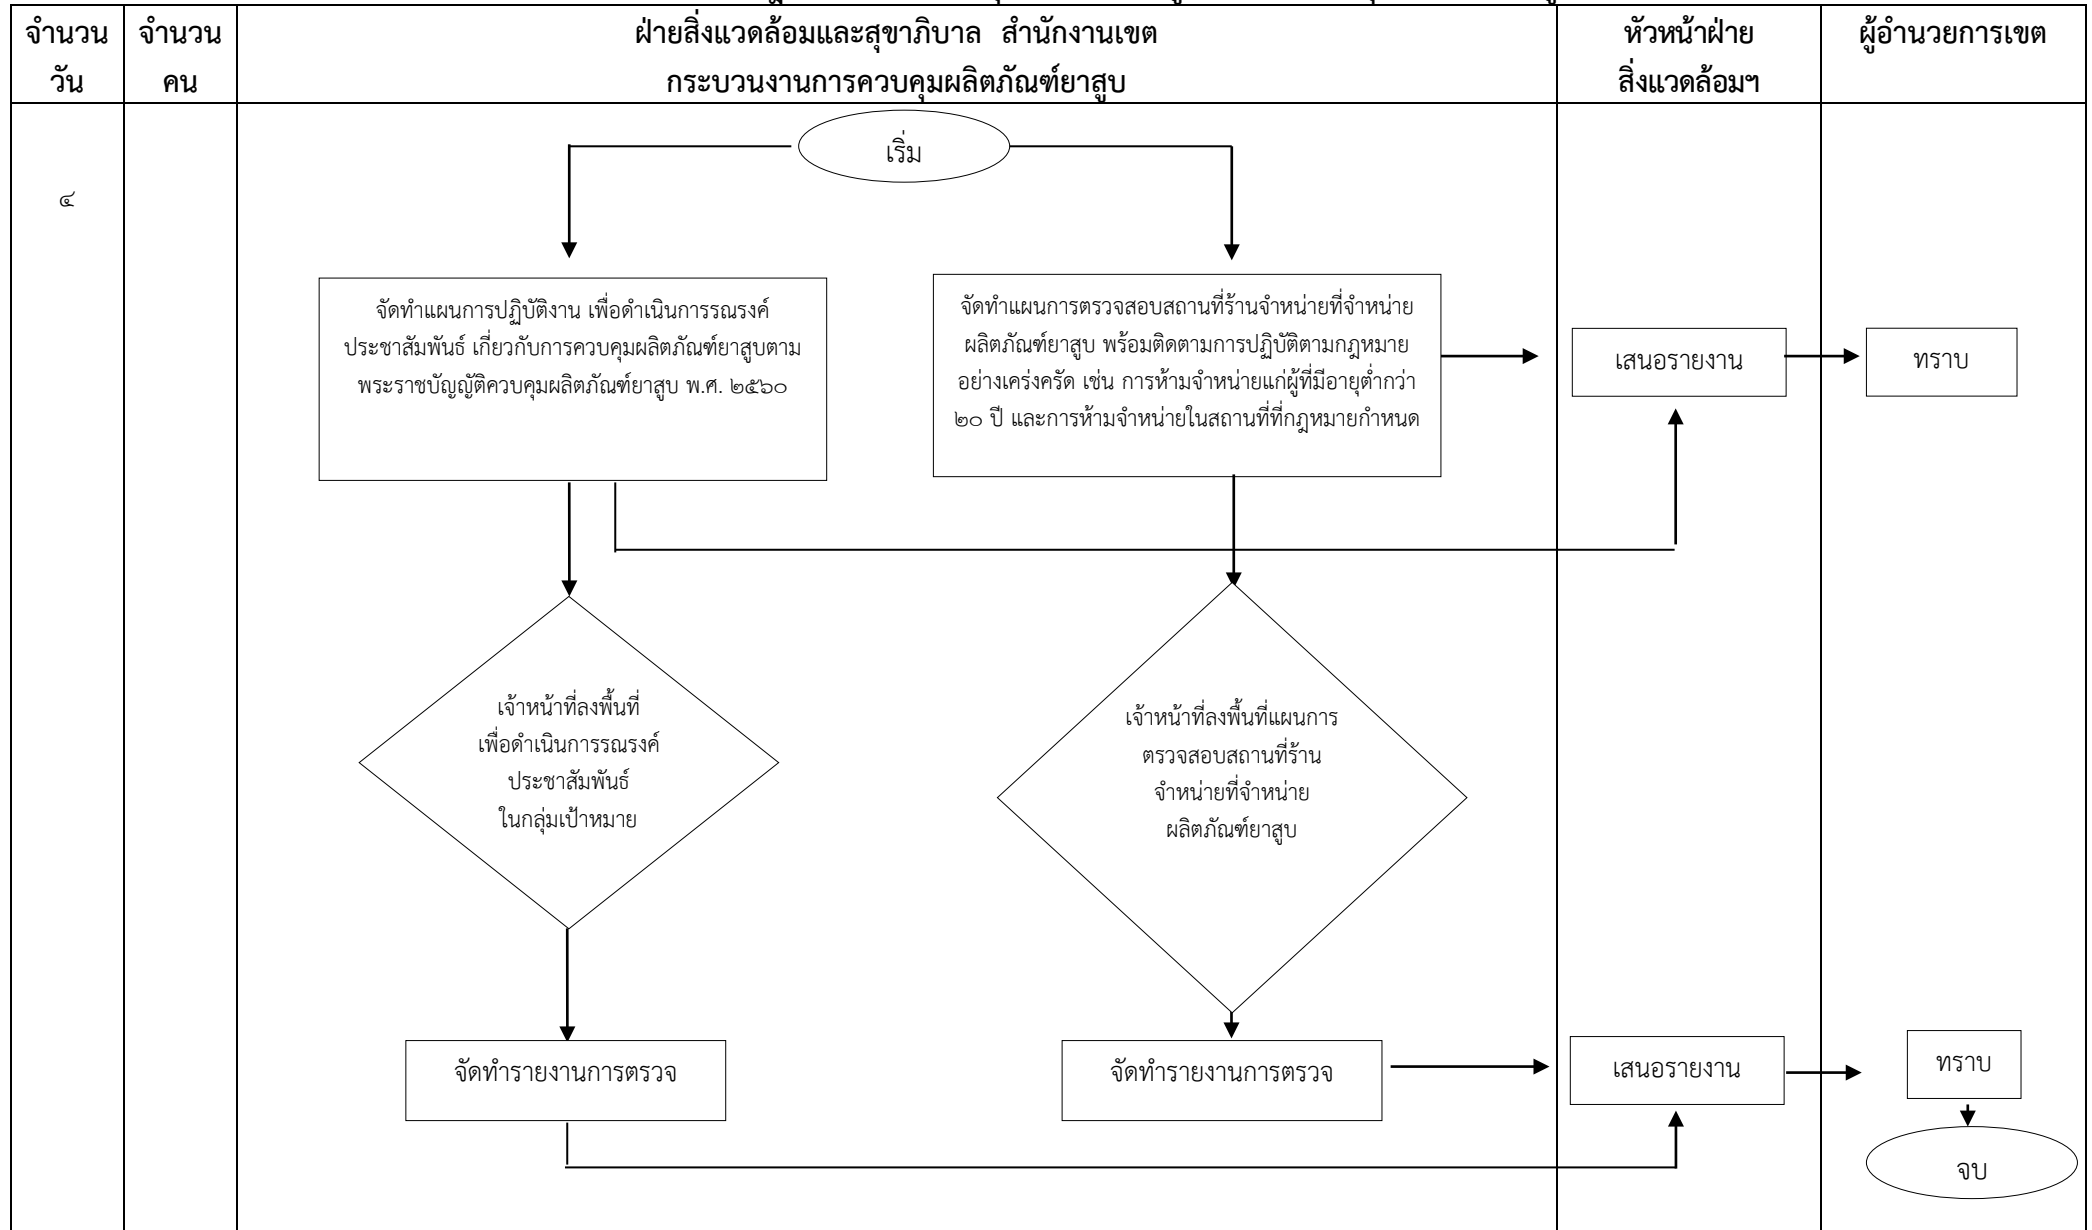 จำนวน
วัน
จำนวน
คน
ฝ่ายสิ่งแวดล้อมและสุขาภิบาล สำนักงานเขต
กระบวนงานการควบคุมผลิตภัณฑ์ยาสูบ
หัวหน้าฝ่าย
สิ่งแวดล้อมฯ
ผู้อำนวยการเขต
เริ่ม
๔
จัดทำแผนการปฏิบัติงาน เพื่อดำเนินการรณรงค์
ประชาสัมพันธ์ เกี่ยวกับการควบคุมผลิตภัณฑ์ยาสูบตาม
พระราชบัญญัติควบคุมผลิตภัณฑ์ยาสูบ พ.ศ. ๒๕๖๐
จัดทำแผนการตรวจสอบสถานที่ร้านจำหน่ายที่จำหน่าย
ผลิตภัณฑ์ยาสูบ พร้อมติดตามการปฏิบัติตามกฎหมาย
อย่างเคร่งครัด เช่น การห้ามจำหน่ายแก่ผู้ที่มีอายุต่ำกว่า
๒๐ ปี และการห้ามจำหน่ายในสถานที่ที่กฎหมายกำหนด
เสนอรายงาน
ทราบ
เจ้าหน้าที่ลงพื้นที่
เพื่อดำเนินการรณรงค์
ประชาสัมพันธ์
ในกลุ่มเป้าหมาย
เจ้าหน้าที่ลงพื้นที่แผนการ
ตรวจสอบสถานที่ร้าน
จำหน่ายที่จำหน่าย
ผลิตภัณฑ์ยาสูบ
จัดทำรายงานการตรวจ
จัดทำรายงานการตรวจ
เสนอรายงาน
ทราบ
จบ